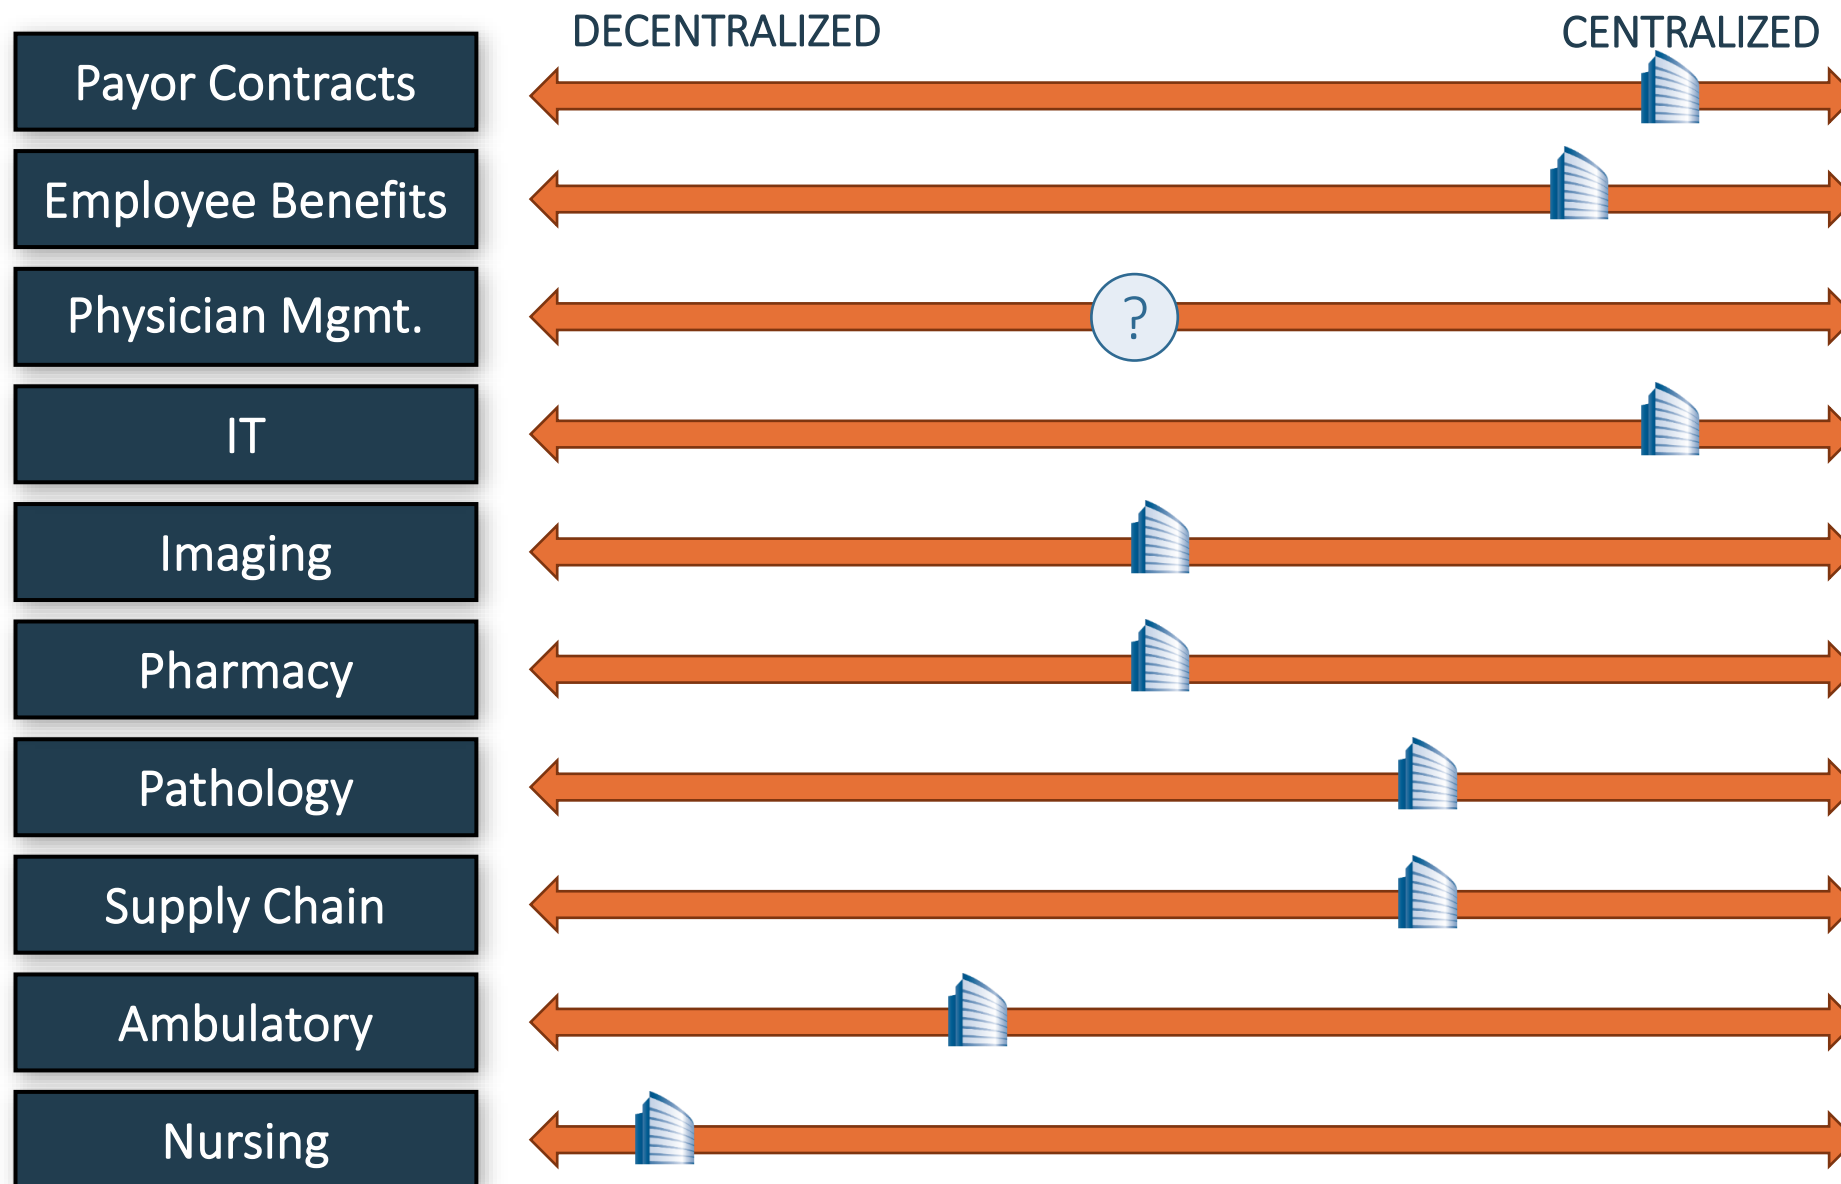 DECENTRALIZED
CENTRALIZED
Payor Contracts
Employee Benefits
Physician Mgmt.
?
IT
Imaging
Pharmacy
Pathology
Supply Chain
Ambulatory
Nursing